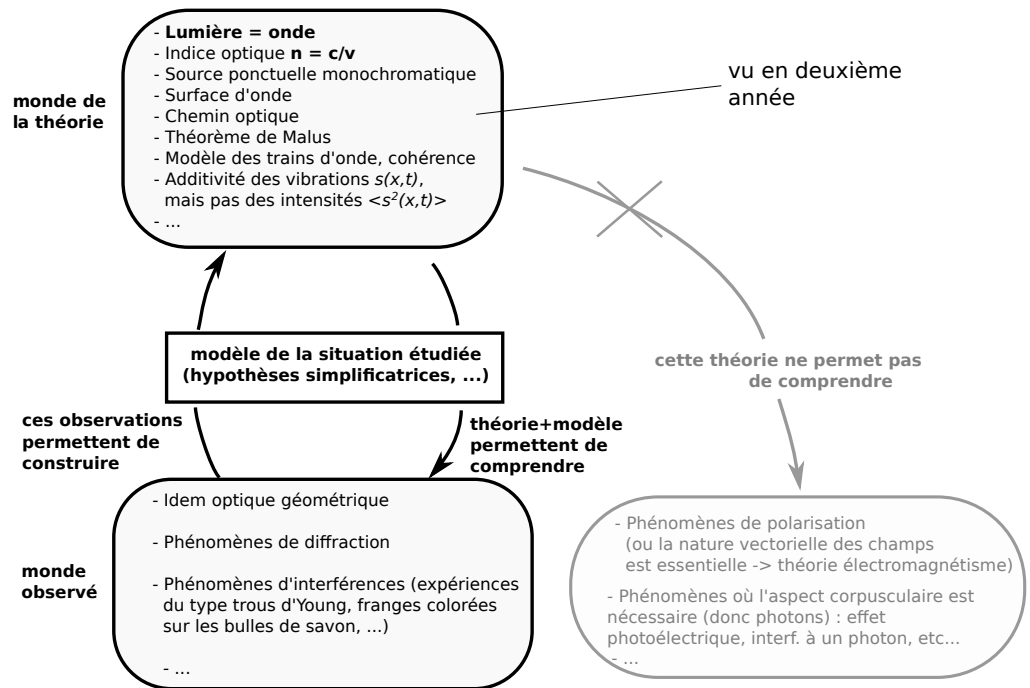 - Lumière = onde
- Indice optique n = c/v
- Source ponctuelle monochromatique
- Surface d'onde
- Chemin optique
- Théorème de Malus
- Modèle des trains d'onde, cohérence
- Additivité des vibrations s(x,t),
mais pas des intensités <s²(x,t)>
- ...
monde de
la théorie
vu en deuxième
année
modèle de la situation étudiée
(hypothèses simplificatrices, ...)
cette théorie ne permet pas
de comprendre
ces observations
permettent de
construire
théorie+modèle
permettent de
comprendre
monde
observé
- Idem optique géométrique
- Phénomènes de diffraction
- Phénomènes d'interférences (expériences
du type trous d'Young, franges colorées
sur les bulles de savon, ...)
- ...
- Phénomènes de polarisation
(ou la nature vectorielle des champs
est essentielle -> théorie électromagnétisme)
- Phénomènes où l'aspect corpusculaire est
nécessaire (donc photons) : effet
photoélectrique, interf. à un photon, etc...
- ...